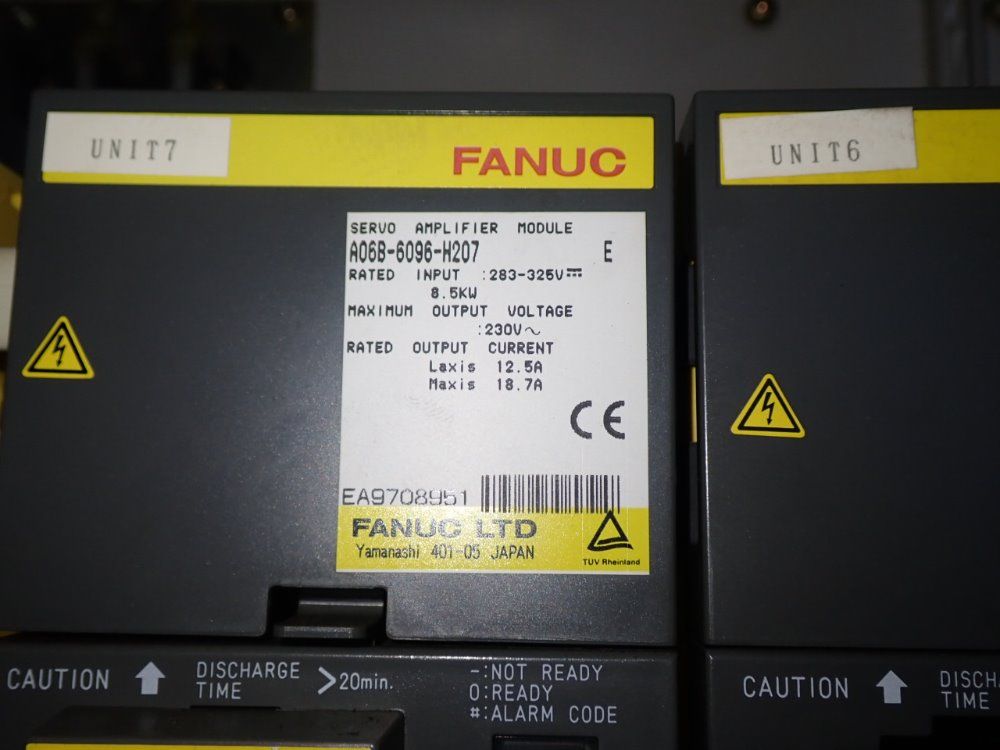 UNIT7
FANUC
SERVO AMPLIFIER MODULE
A06B-6096-H207 E
RATED INPUT :283-325V⎓
8.5KW
MAXIMUM OUTPUT VOLTAGE
:230V~
RATED OUTPUT CURRENT
Laxis 12.5A
Maxis 18.7A
CE
EA9708951
FANUC LTD
Yamanashi 401-05 JAPAN
TUV Rheinland
CAUTION
DISCHARGE
TIME
>20min.
-:NOT READY
0:READY
#:ALARM CODE
UNIT6
CAUTION
DISCH
TIME